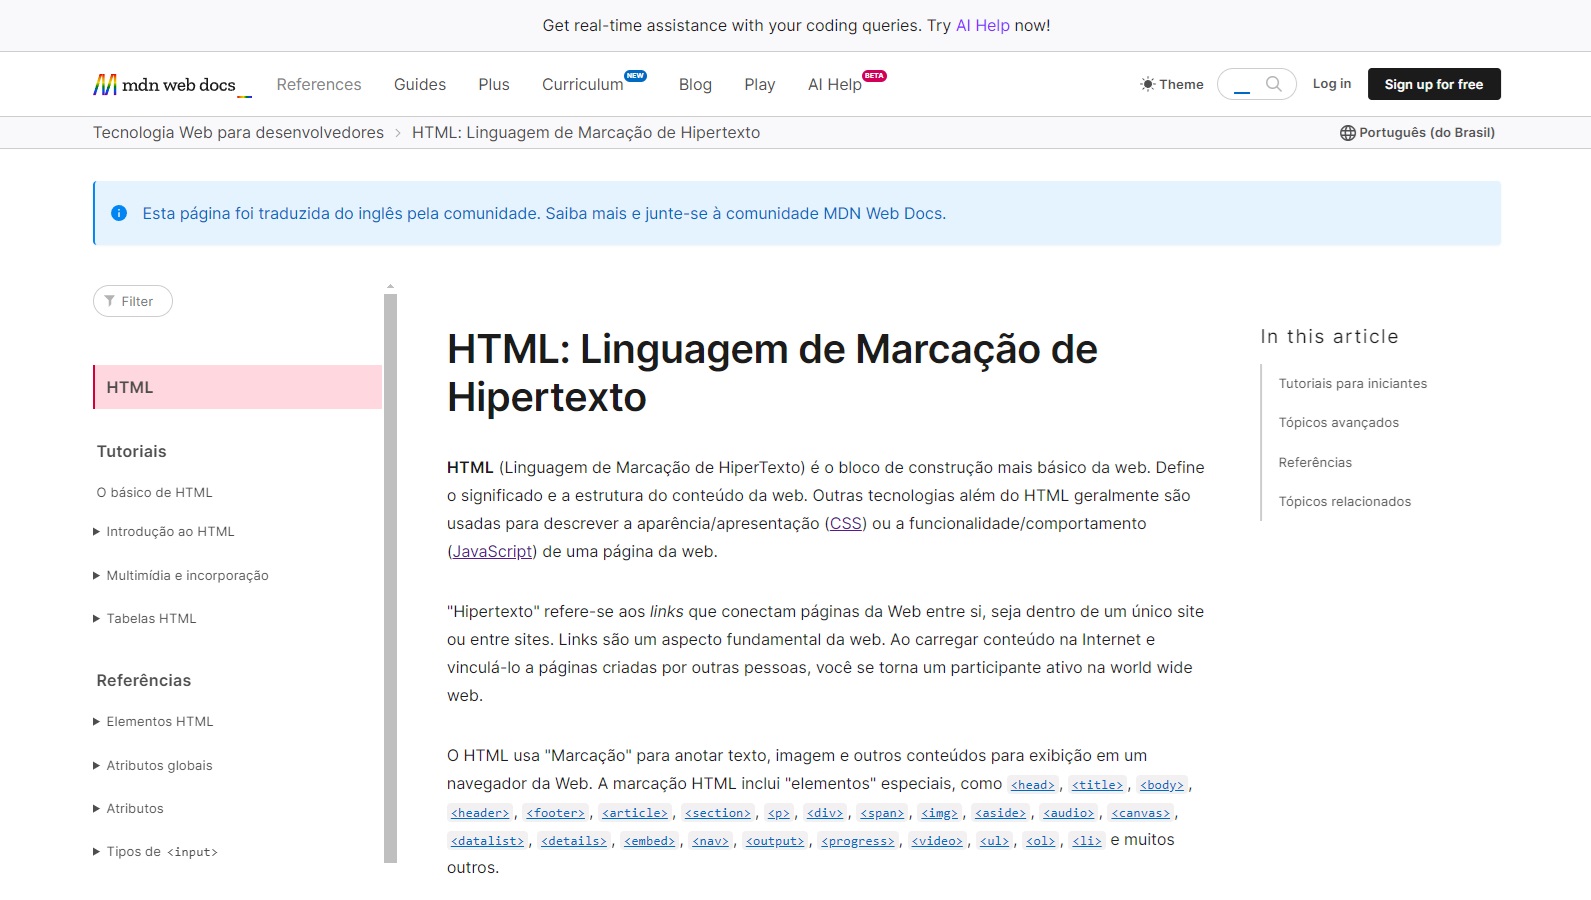 Get real-time assistance with your coding queries. Try AI Help now!
mdn web docs References Guides Plus Curriculum NEW Blog Play AI Help BETA Theme Log in Sign up for free
Tecnologia Web para desenvolvedores HTML: Linguagem de Marcação de Hipertexto Português (do Brasil)
Esta página foi traduzida do inglês pela comunidade. Saiba mais e junte-se à comunidade MDN Web Docs.
Filter
HTML
Tutoriais
O básico de HTML
Introdução ao HTML
Multimídia e incorporação
Tabelas HTML
Referências
Elementos HTML
Atributos globais
Atributos
Tipos de <input>
HTML: Linguagem de Marcação de
Hipertexto
HTML (Linguagem de Marcação de HiperTexto) é o bloco de construção mais básico da web. Define
o significado e a estrutura do conteúdo da web. Outras tecnologias além do HTML geralmente são
usadas para descrever a aparência/apresentação (CSS) ou a funcionalidade/comportamento
(JavaScript) de uma página da web.
"Hipertexto" refere-se aos links que conectam páginas da Web entre si, seja dentro de um único site
ou entre sites. Links são um aspecto fundamental da web. Ao carregar conteúdo na Internet e
vinculá-lo a páginas criadas por outras pessoas, você se torna um participante ativo na world wide
web.
O HTML usa "Marcação" para anotar texto, imagem e outros conteúdos para exibição em um
navegador da Web. A marcação HTML inclui "elementos" especiais, como <head>, <title>, <body>,
<header>, <footer>, <article>, <section>, <p>, <div>, <span>, <img>, <aside>, <audio>, <canvas>,
<datalist>, <details>, <embed>, <nav>, <output>, <progress>, <video>, <ul>, <ol>, <li> e muitos
outros.
In this article
Tutoriais para iniciantes
Tópicos avançados
Referências
Tópicos relacionados